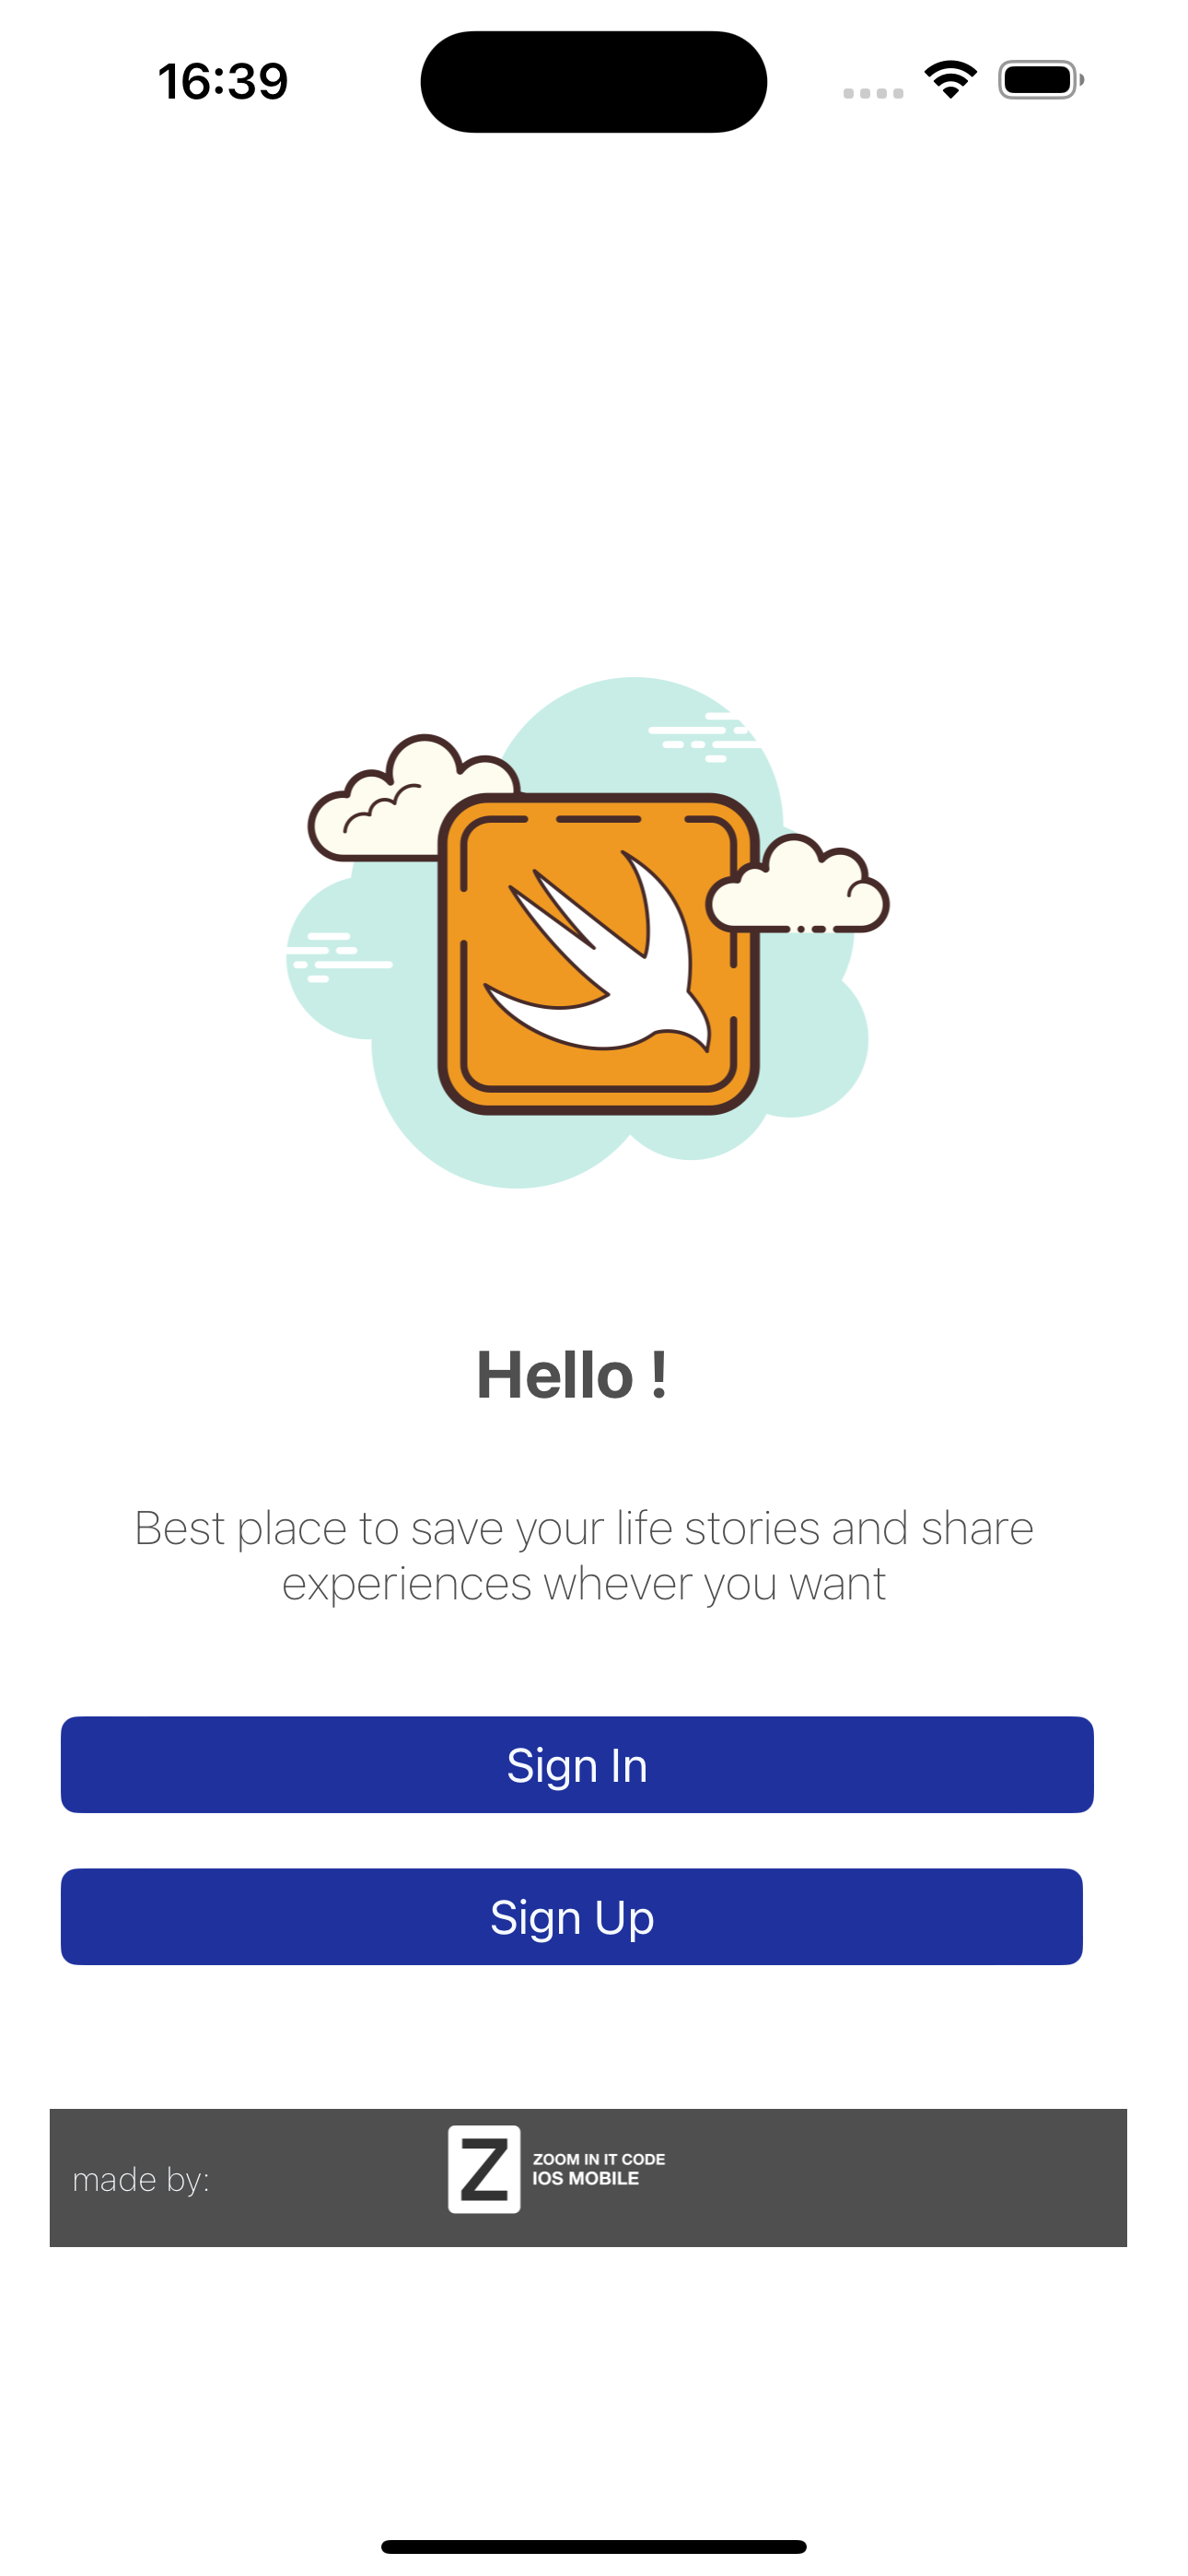 16:39
Hello !
Best place to save your life stories and share
experiences whever you want
Sign In
Sign Up
made by:
Z
ZOOM IN IT CODE
IOS MOBILE